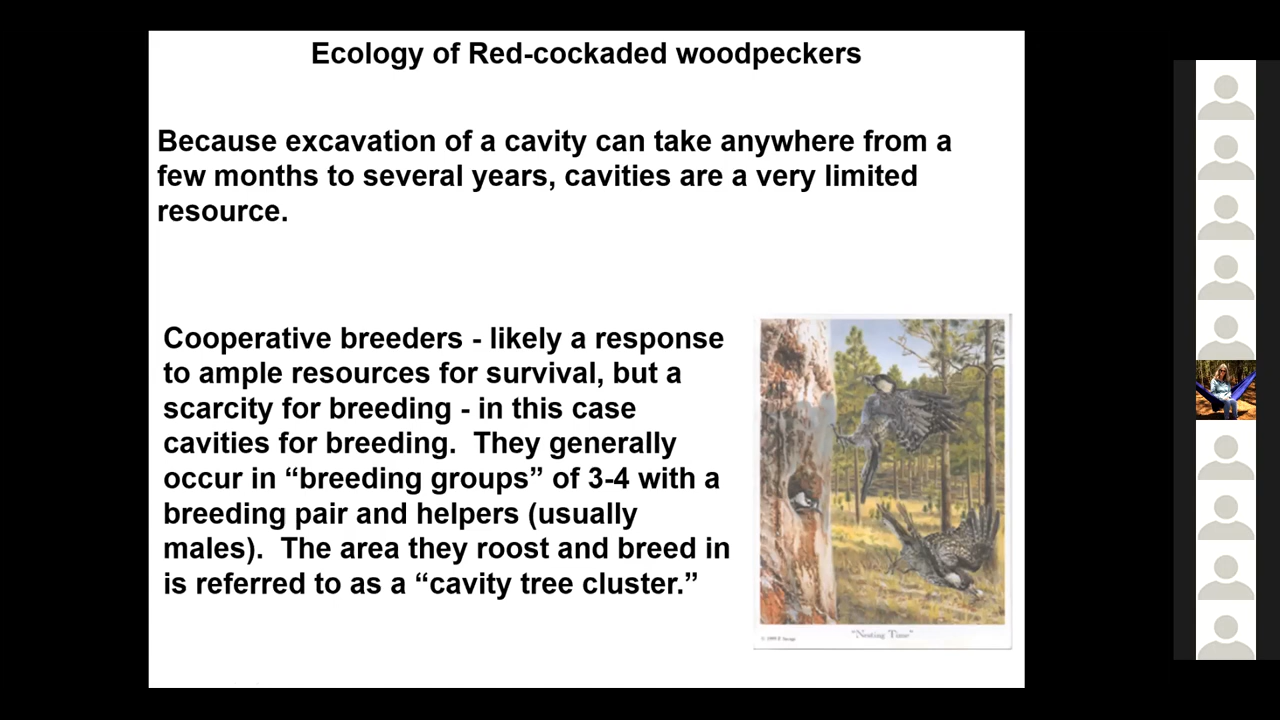 Ecology of Red-cockaded woodpeckers
Because excavation of a cavity can take anywhere from a
few months to several years, cavities are a very limited
resource.
Cooperative breeders - likely a response
to ample resources for survival, but a
scarcity for breeding - in this case
cavities for breeding.  They generally
occur in “breeding groups” of 3-4 with a
breeding pair and helpers (usually
males).  The area they roost and breed in
is referred to as a “cavity tree cluster.”
"Nesting Time"